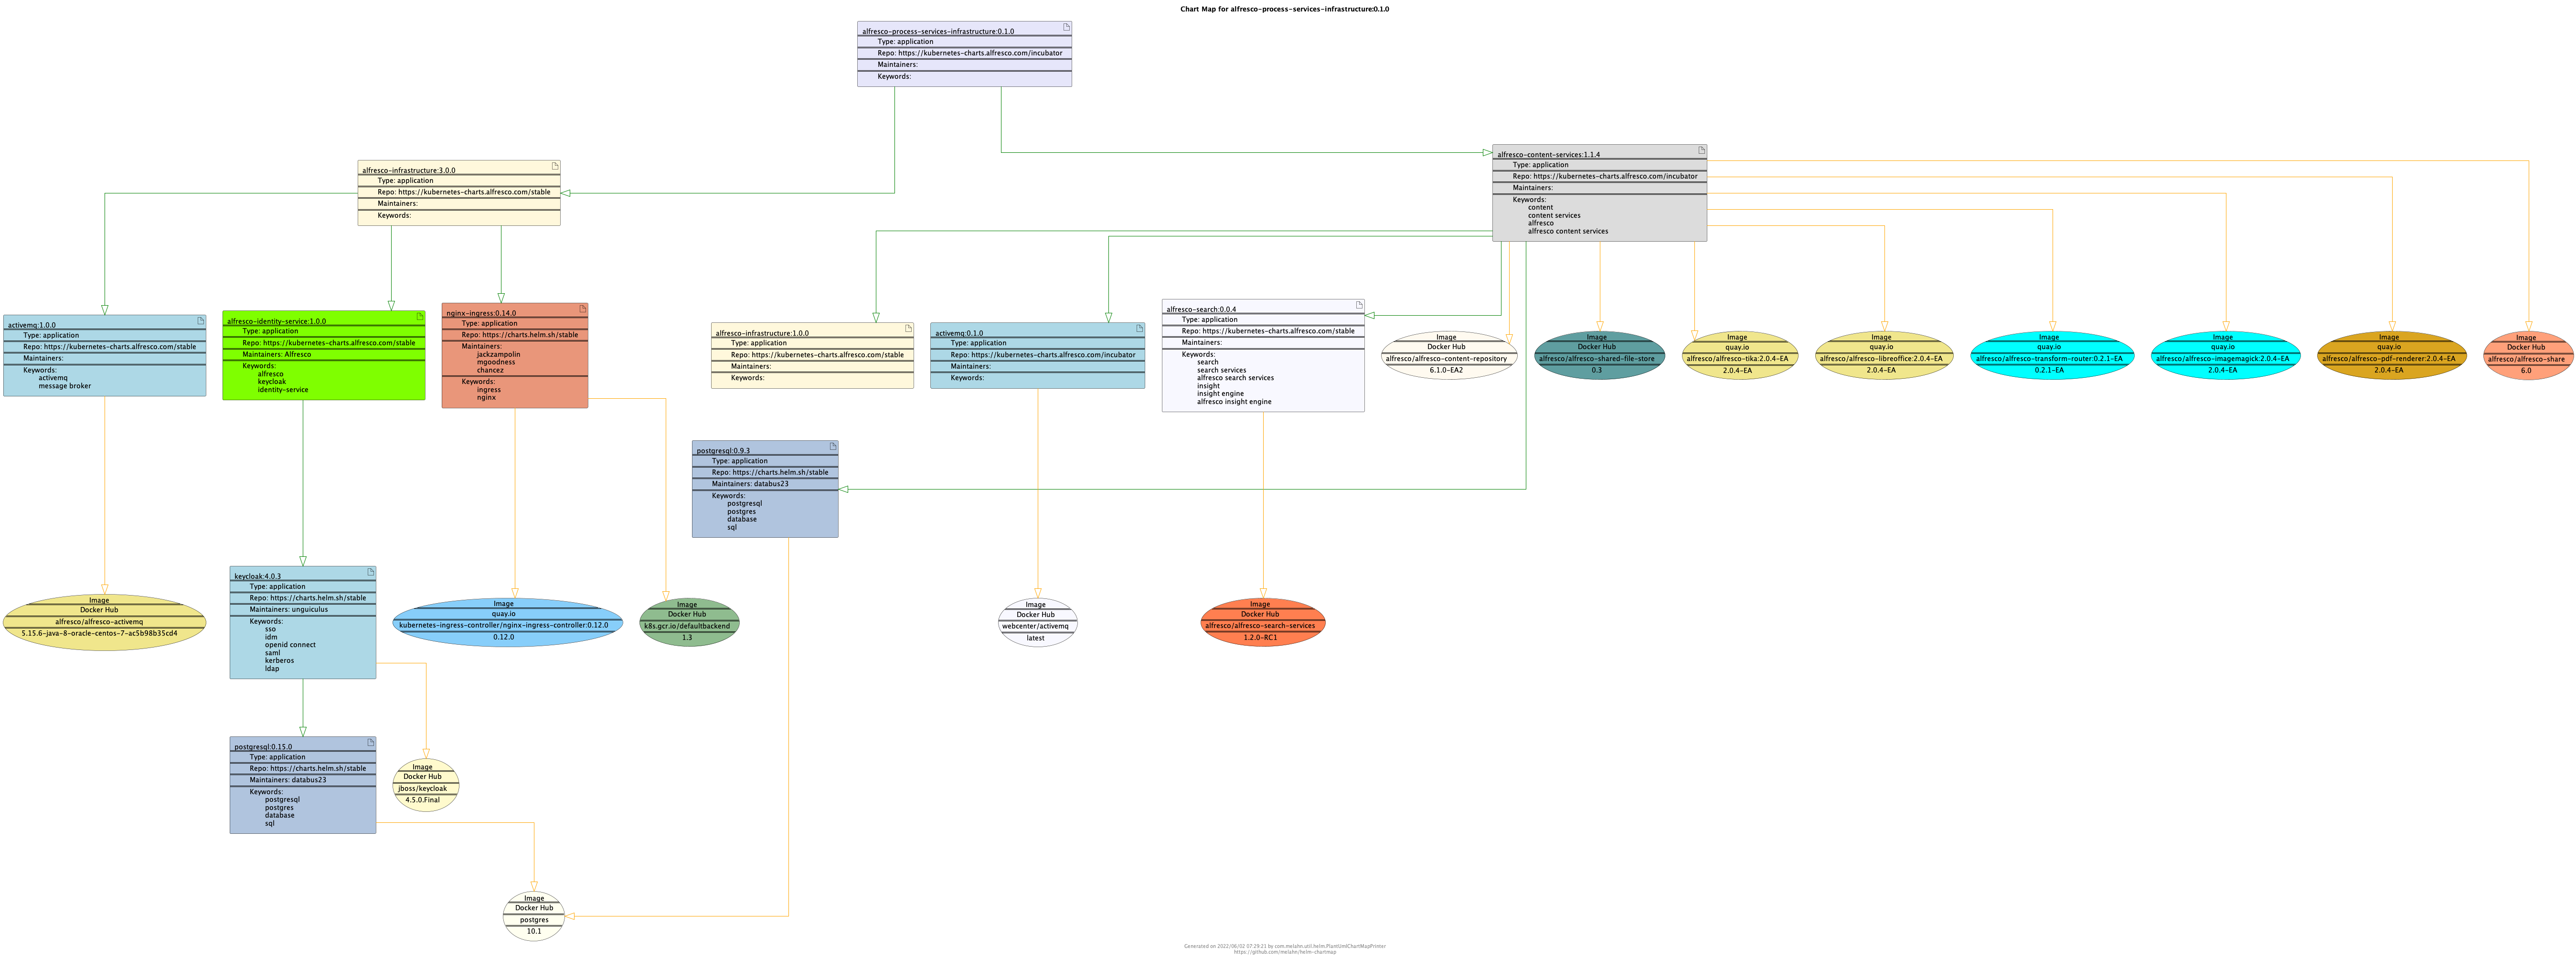 Chart Map for alfresco-process-services-infrastructure:0.1.0
alfresco-process-services-infrastructure:0.1.0
Type: application
Repo: https://kubernetes-charts.alfresco.com/incubator
Maintainers:
Keywords:
alfresco-infrastructure:3.0.0
Type: application
Repo: https://kubernetes-charts.alfresco.com/stable
Maintainers:
Keywords:
alfresco-content-services:1.1.4
Type: application
Repo: https://kubernetes-charts.alfresco.com/incubator
Maintainers:
Keywords:
content
content services
alfresco
alfresco content services
activemq:1.0.0
Type: application
Repo: https://kubernetes-charts.alfresco.com/stable
Maintainers:
Keywords:
activemq
message broker
alfresco-identity-service:1.0.0
Type: application
Repo: https://kubernetes-charts.alfresco.com/stable
Maintainers: Alfresco
Keywords:
alfresco
keycloak
identity-service
nginx-ingress:0.14.0
Type: application
Repo: https://charts.helm.sh/stable
Maintainers:
jackzampolin
mgoodness
chancez
Keywords:
ingress
nginx
alfresco-infrastructure:1.0.0
Type: application
Repo: https://kubernetes-charts.alfresco.com/stable
Maintainers:
Keywords:
activemq:0.1.0
Type: application
Repo: https://kubernetes-charts.alfresco.com/incubator
Maintainers:
Keywords:
alfresco-search:0.0.4
Type: application
Repo: https://kubernetes-charts.alfresco.com/stable
Maintainers:
Keywords:
search
search services
alfresco search services
insight
insight engine
alfresco insight engine
Image
Docker Hub
alfresco/alfresco-content-repository
6.1.0-EA2
Image
Docker Hub
alfresco/alfresco-shared-file-store
0.3
Image
quay.io
alfresco/alfresco-tika:2.0.4-EA
2.0.4-EA
Image
quay.io
alfresco/alfresco-libreoffice:2.0.4-EA
2.0.4-EA
Image
quay.io
alfresco/alfresco-transform-router:0.2.1-EA
0.2.1-EA
Image
quay.io
alfresco/alfresco-imagemagick:2.0.4-EA
2.0.4-EA
Image
quay.io
alfresco/alfresco-pdf-renderer:2.0.4-EA
2.0.4-EA
Image
Docker Hub
alfresco/alfresco-share
6.0
postgresql:0.9.3
Type: application
Repo: https://charts.helm.sh/stable
Maintainers: databus23
Keywords:
postgresql
postgres
database
sql
Image
Docker Hub
alfresco/alfresco-activemq
5.15.6-java-8-oracle-centos-7-ac5b98b35cd4
keycloak:4.0.3
Type: application
Repo: https://charts.helm.sh/stable
Maintainers: unguiculus
Keywords:
sso
idm
openid connect
saml
kerberos
ldap
Image
quay.io
kubernetes-ingress-controller/nginx-ingress-controller:0.12.0
0.12.0
Image
Docker Hub
k8s.gcr.io/defaultbackend
1.3
Image
Docker Hub
webcenter/activemq
latest
Image
Docker Hub
alfresco/alfresco-search-services
1.2.0-RC1
postgresql:0.15.0
Type: application
Repo: https://charts.helm.sh/stable
Maintainers: databus23
Keywords:
postgresql
postgres
database
sql
Image
Docker Hub
jboss/keycloak
4.5.0.Final
Image
Docker Hub
postgres
10.1
Generated on 2022/06/02 07:29:21 by com.melahn.util.helm.PlantUmlChartMapPrinter
https://github.com/melahn/helm-chartmap